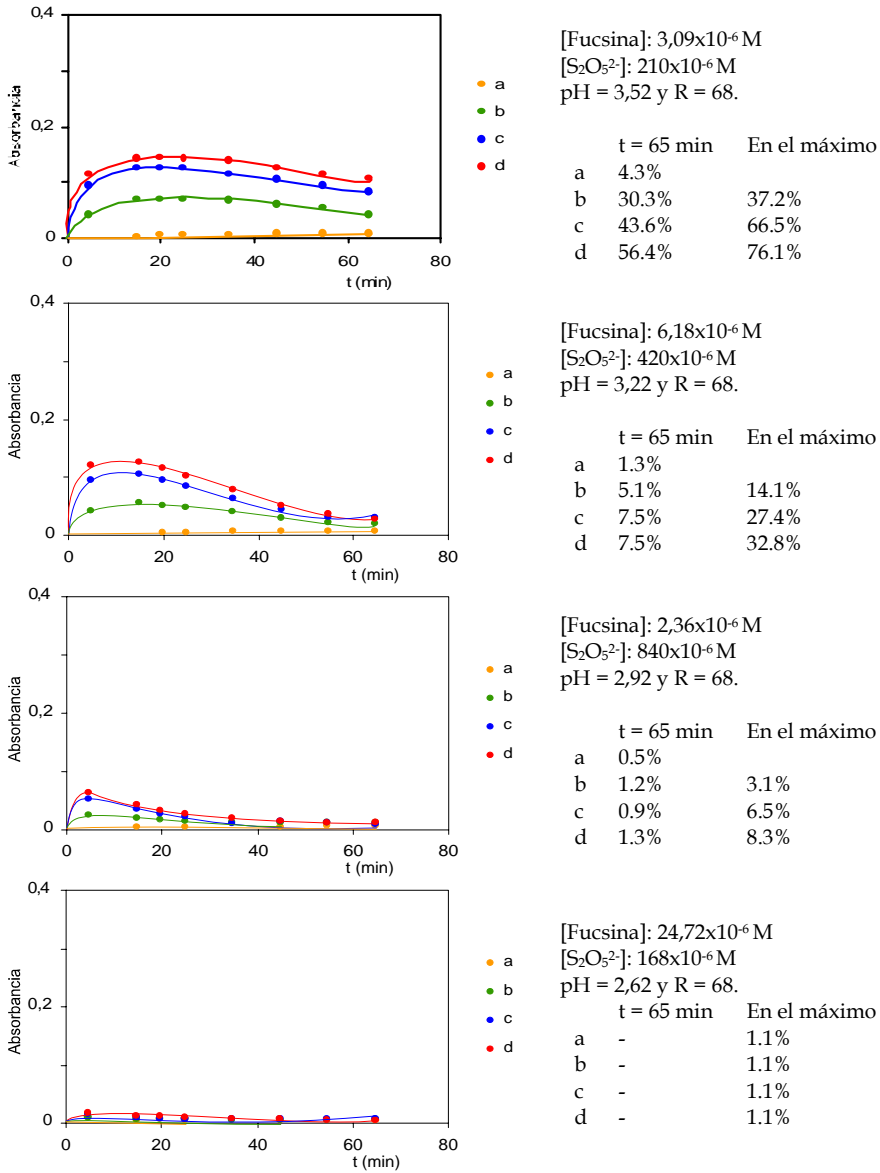 0,4
0,2
0
Absorbancia
0 20 40 60 80
t (min)
a
b
c
d
[Fucsina]: 3,09x10⁻⁶ M
[S₂O₅²⁻]: 210x10⁻⁶ M
pH = 3,52 y R = 68.
t = 65 min En el máximo
a 4.3%
b 30.3% 37.2%
c 43.6% 66.5%
d 56.4% 76.1%
0,4
0,2
0
Absorbancia
0 20 40 60 80
t (min)
a
b
c
d
[Fucsina]: 6,18x10⁻⁶ M
[S₂O₅²⁻]: 420x10⁻⁶ M
pH = 3,22 y R = 68.
t = 65 min En el máximo
a 1.3%
b 5.1% 14.1%
c 7.5% 27.4%
d 7.5% 32.8%
0,4
0,2
0
Absorbancia
0 20 40 60 80
t (min)
a
b
c
d
[Fucsina]: 2,36x10⁻⁶ M
[S₂O₅²⁻]: 840x10⁻⁶ M
pH = 2,92 y R = 68.
t = 65 min En el máximo
a 0.5%
b 1.2% 3.1%
c 0.9% 6.5%
d 1.3% 8.3%
0,4
0,2
0
Absorbancia
0 20 40 60 80
t (min)
a
b
c
d
[Fucsina]: 24,72x10⁻⁶ M
[S₂O₅²⁻]: 168x10⁻⁶ M
pH = 2,62 y R = 68.
t = 65 min En el máximo
a - 1.1%
b - 1.1%
c - 1.1%
d - 1.1%